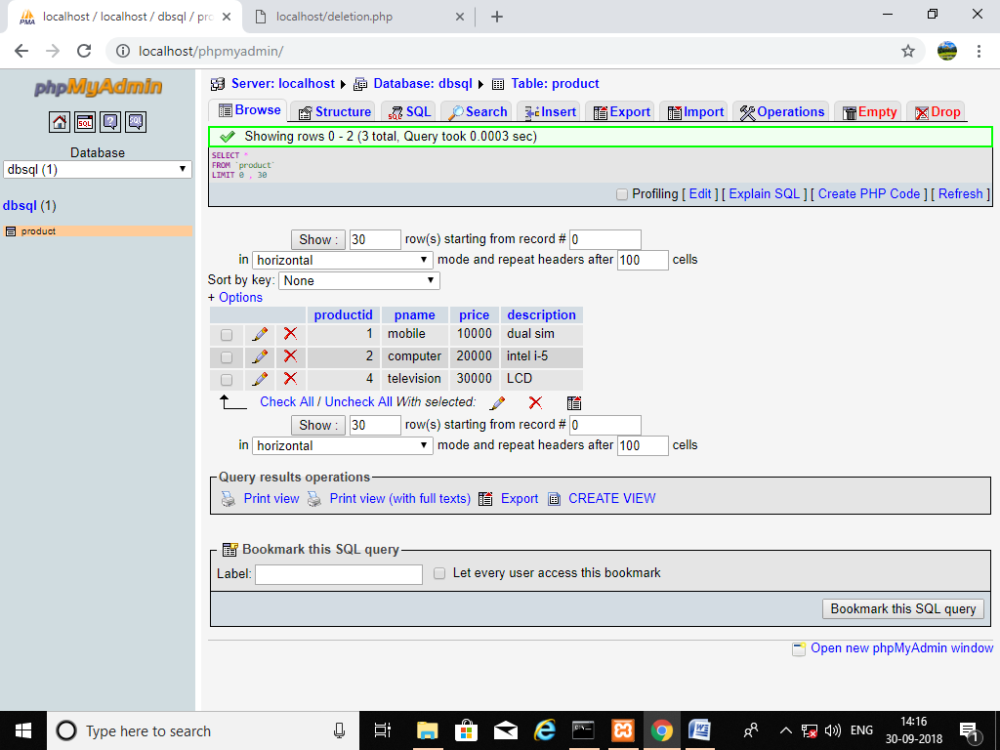 localhost / localhost / dbsql / pro
localhost/deletion.php
localhost/phpmyadmin/
phpMyAdmin
Database
dbsql (1)
dbsql (1)
product
Server: localhost Database: dbsql Table: product
Browse Structure SQL Search Insert Export Import Operations Empty Drop
Showing rows 0 - 2 (3 total, Query took 0.0003 sec)
SELECT *
FROM `product`
LIMIT 0 , 30
Profiling [ Edit ] [ Explain SQL ] [ Create PHP Code ] [ Refresh ]
Show : 30 row(s) starting from record # 0
in horizontal mode and repeat headers after 100 cells
Sort by key: None
+ Options
productid pname price description
1 mobile 10000 dual sim
2 computer 20000 intel i-5
4 television 30000 LCD
Check All / Uncheck All With selected:
Show : 30 row(s) starting from record # 0
in horizontal mode and repeat headers after 100 cells
Query results operations
Print view Print view (with full texts) Export CREATE VIEW
Bookmark this SQL query
Label: Let every user access this bookmark
Bookmark this SQL query
Open new phpMyAdmin window
Type here to search
ENG
14:16
30-09-2018
1